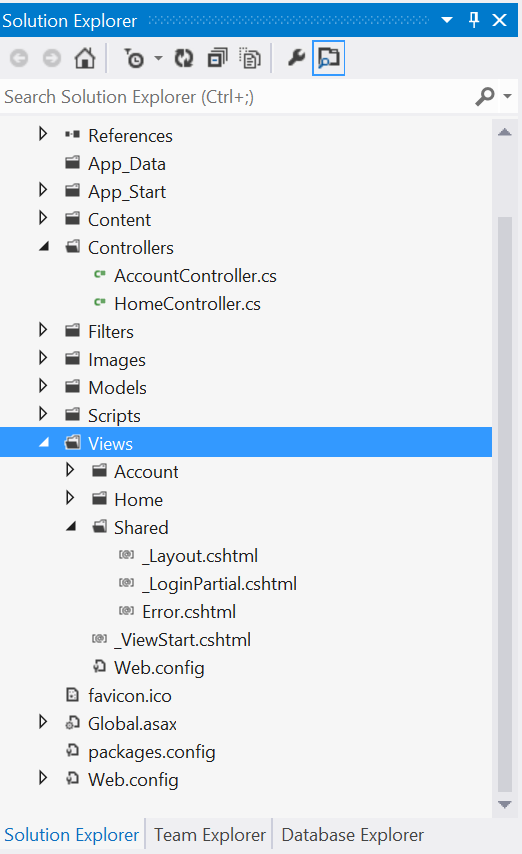 Solution Explorer
Search Solution Explorer (Ctrl+;)
References
App_Data
App_Start
Content
Controllers
AccountController.cs
HomeController.cs
Filters
Images
Models
Scripts
Views
Account
Home
Shared
_Layout.cshtml
_LoginPartial.cshtml
Error.cshtml
_ViewStart.cshtml
Web.config
favicon.ico
Global.asax
packages.config
Web.config
Solution Explorer Team Explorer Database Explorer